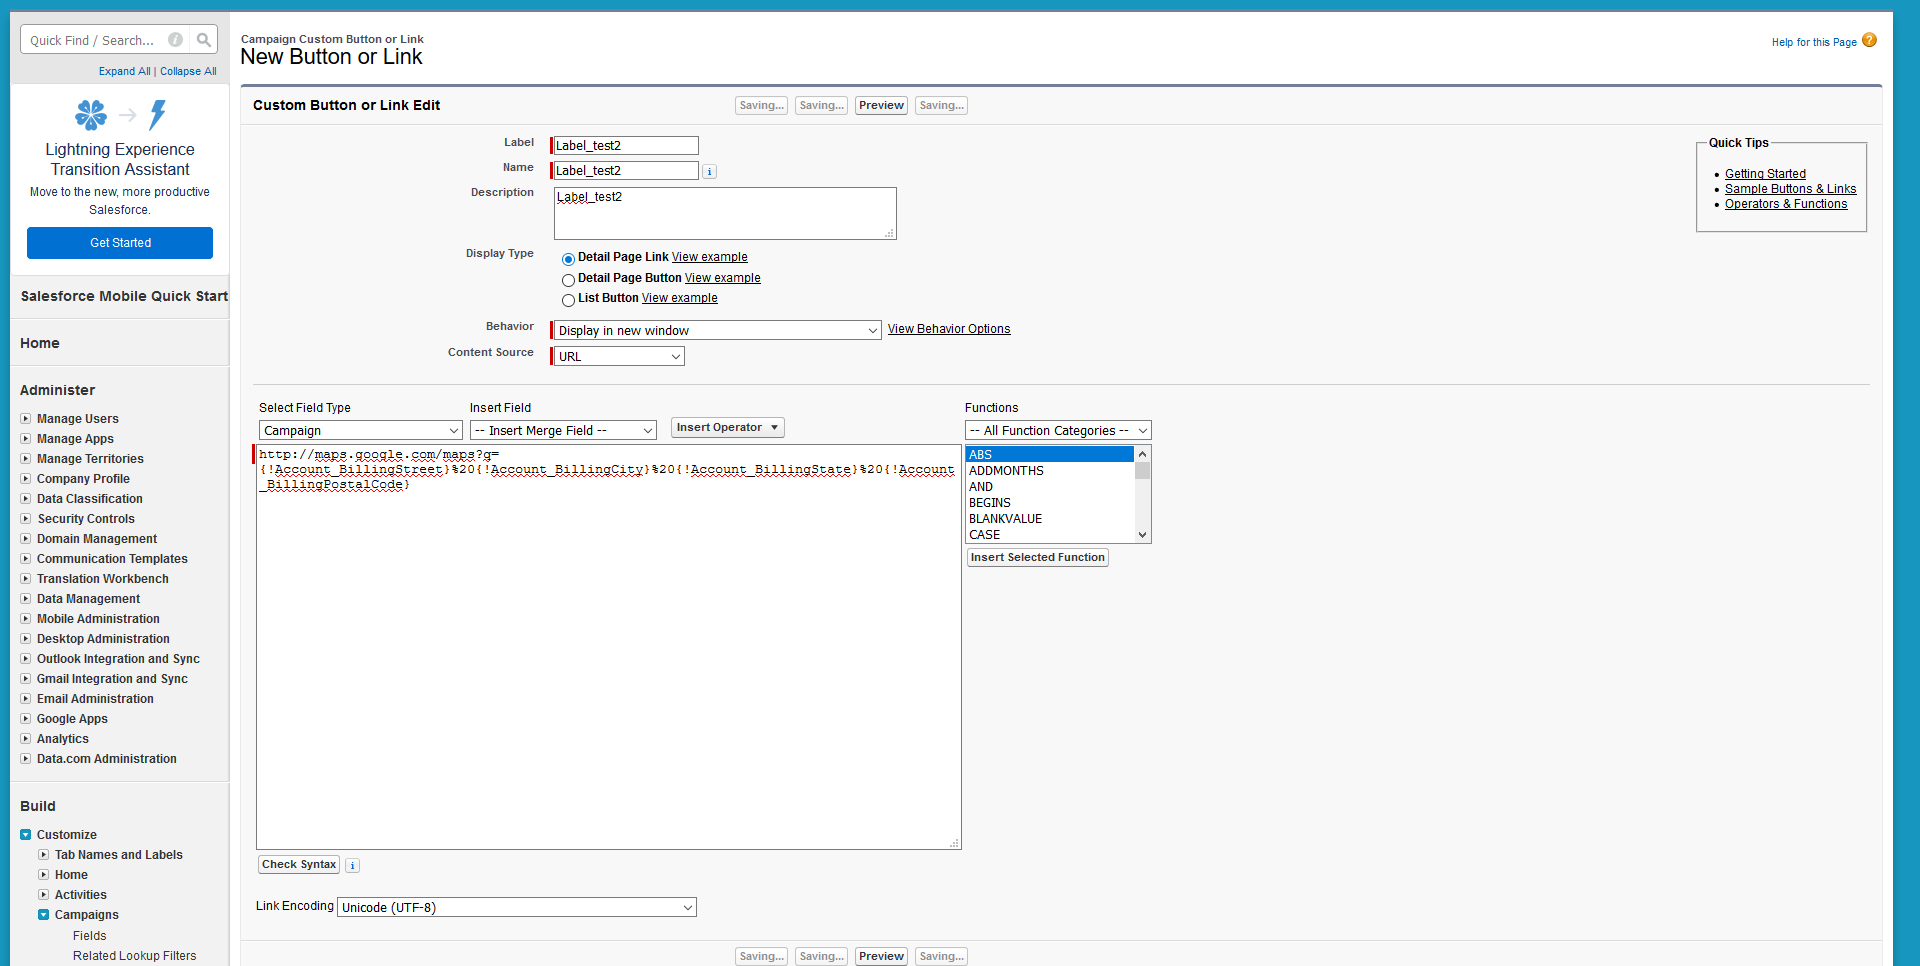 Quick Find / Search...
Expand All | Collapse All
Lightning Experience
Transition Assistant
Move to the new, more productive
Salesforce.
Get Started
Salesforce Mobile Quick Start
Home
Administer
Manage Users
Manage Apps
Manage Territories
Company Profile
Data Classification
Security Controls
Domain Management
Communication Templates
Translation Workbench
Data Management
Mobile Administration
Desktop Administration
Outlook Integration and Sync
Gmail Integration and Sync
Email Administration
Google Apps
Analytics
Data.com Administration
Build
Customize
Tab Names and Labels
Home
Activities
Campaigns
Fields
Related Lookup Filters
Campaign Custom Button or Link
New Button or Link
Help for this Page ?
Custom Button or Link Edit
Saving... Saving... Preview Saving...
Label Label_test2
Name Label_test2 i
Description Label_test2
Display Type
Detail Page Link View example
Detail Page Button View example
List Button View example
Behavior Display in new window View Behavior Options
Content Source URL
Quick Tips
Getting Started
Sample Buttons & Links
Operators & Functions
Select Field Type Insert Field
Campaign -- Insert Merge Field -- Insert Operator
http://maps.google.com/maps?g=
{!Account_BillingStreet}%20{!Account_BillingCity}%20{!Account_BillingState}%20{!Account
_BillingPostalCode}
Functions
-- All Function Categories --
ABS
ADDMONTHS
AND
BEGINS
BLANKVALUE
CASE
Insert Selected Function
Check Syntax i
Link Encoding Unicode (UTF-8)
Saving... Saving... Preview Saving...